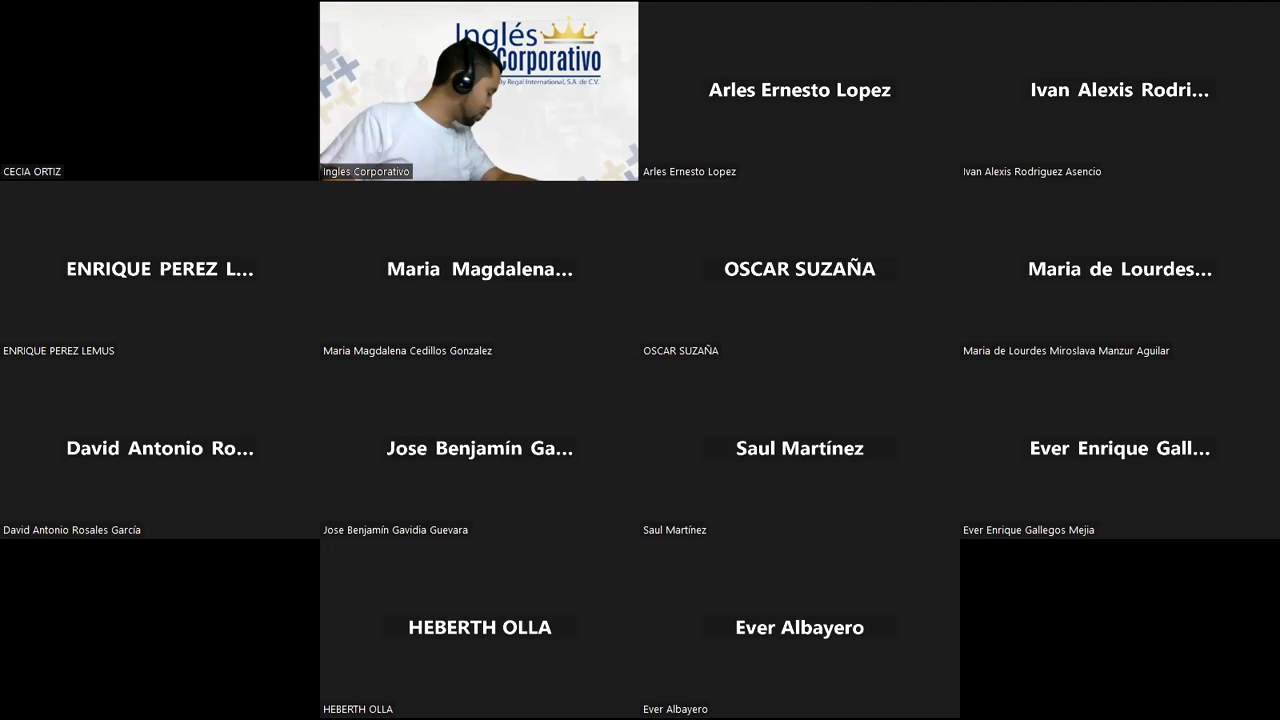 Inglés
Corporativo
by Regal International, S.A. de C.V.
Arles Ernesto Lopez
Ivan Alexis Rodri...
CECIA ORTIZ
Ingles Corporativo
Arles Ernesto Lopez
Ivan Alexis Rodriguez Asencio
ENRIQUE PEREZ L...
Maria Magdalena...
OSCAR SUZAÑA
Maria de Lourdes...
ENRIQUE PEREZ LEMUS
Maria Magdalena Cedillos Gonzalez
OSCAR SUZAÑA
Maria de Lourdes Miroslava Manzur Aguilar
David Antonio Ro...
Jose Benjamín Ga...
Saul Martínez
Ever Enrique Gall...
David Antonio Rosales García
Jose Benjamín Gavidia Guevara
Saul Martínez
Ever Enrique Gallegos Mejia
HEBERTH OLLA
Ever Albayero
HEBERTH OLLA
Ever Albayero